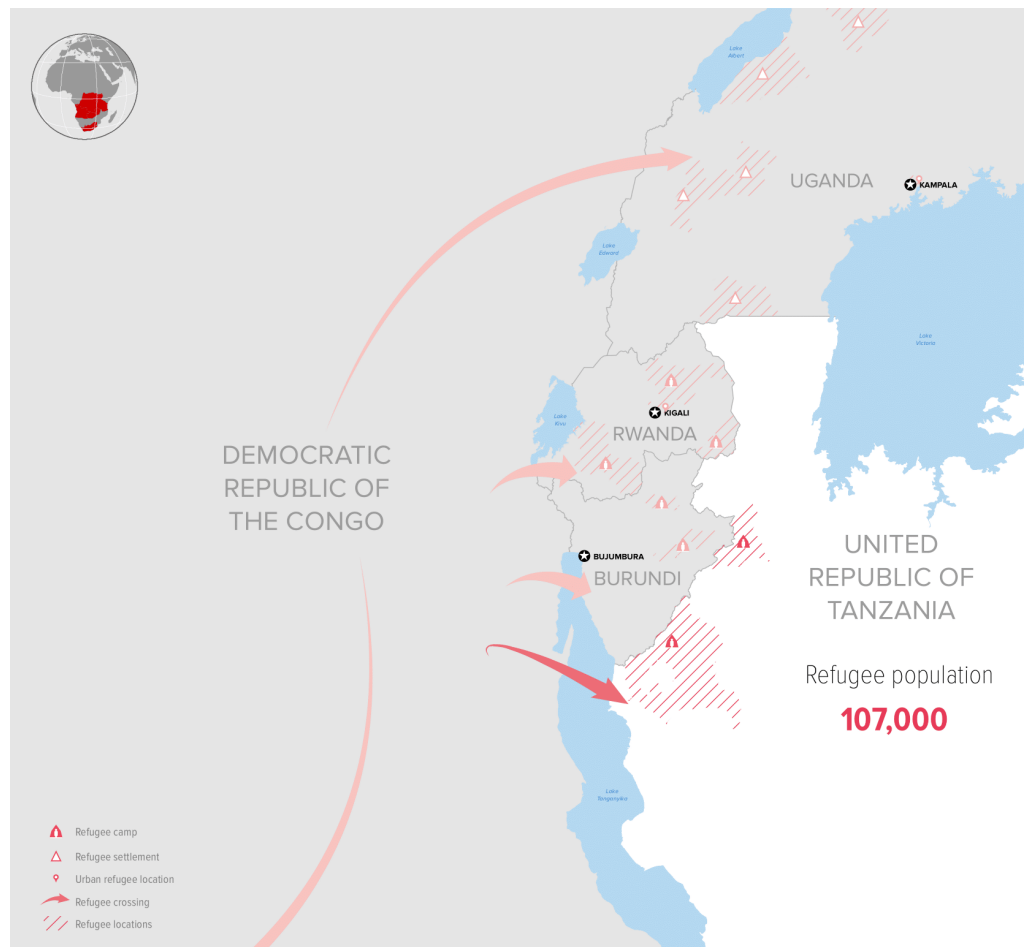 Lake
Albert
UGANDA
KAMPALA
Lake
Edward
Lake
Victoria
Lake
Kivu
KIGALI
RWANDA
DEMOCRATIC
REPUBLIC OF
THE CONGO
BUJUMBURA
BURUNDI
UNITED
REPUBLIC OF
TANZANIA
Refugee population
107,000
Lake
Tanganyika
Refugee camp
Refugee settlement
Urban refugee location
Refugee crossing
Refugee locations